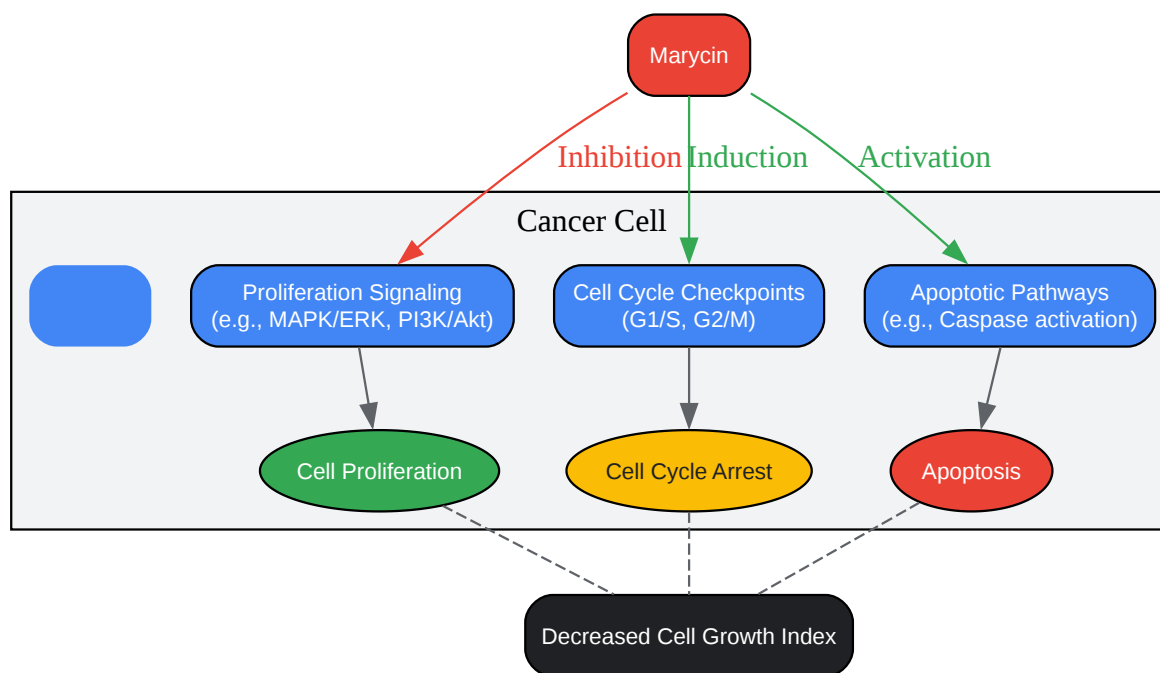 Marycin
Inhibition
Induction
Activation
Cancer Cell
Proliferation Signaling
(e.g., MAPK/ERK, PI3K/Akt)
Cell Cycle Checkpoints
(G1/S, G2/M)
Apoptotic Pathways
(e.g., Caspase activation)
Cell Proliferation
Cell Cycle Arrest
Apoptosis
Decreased Cell Growth Index